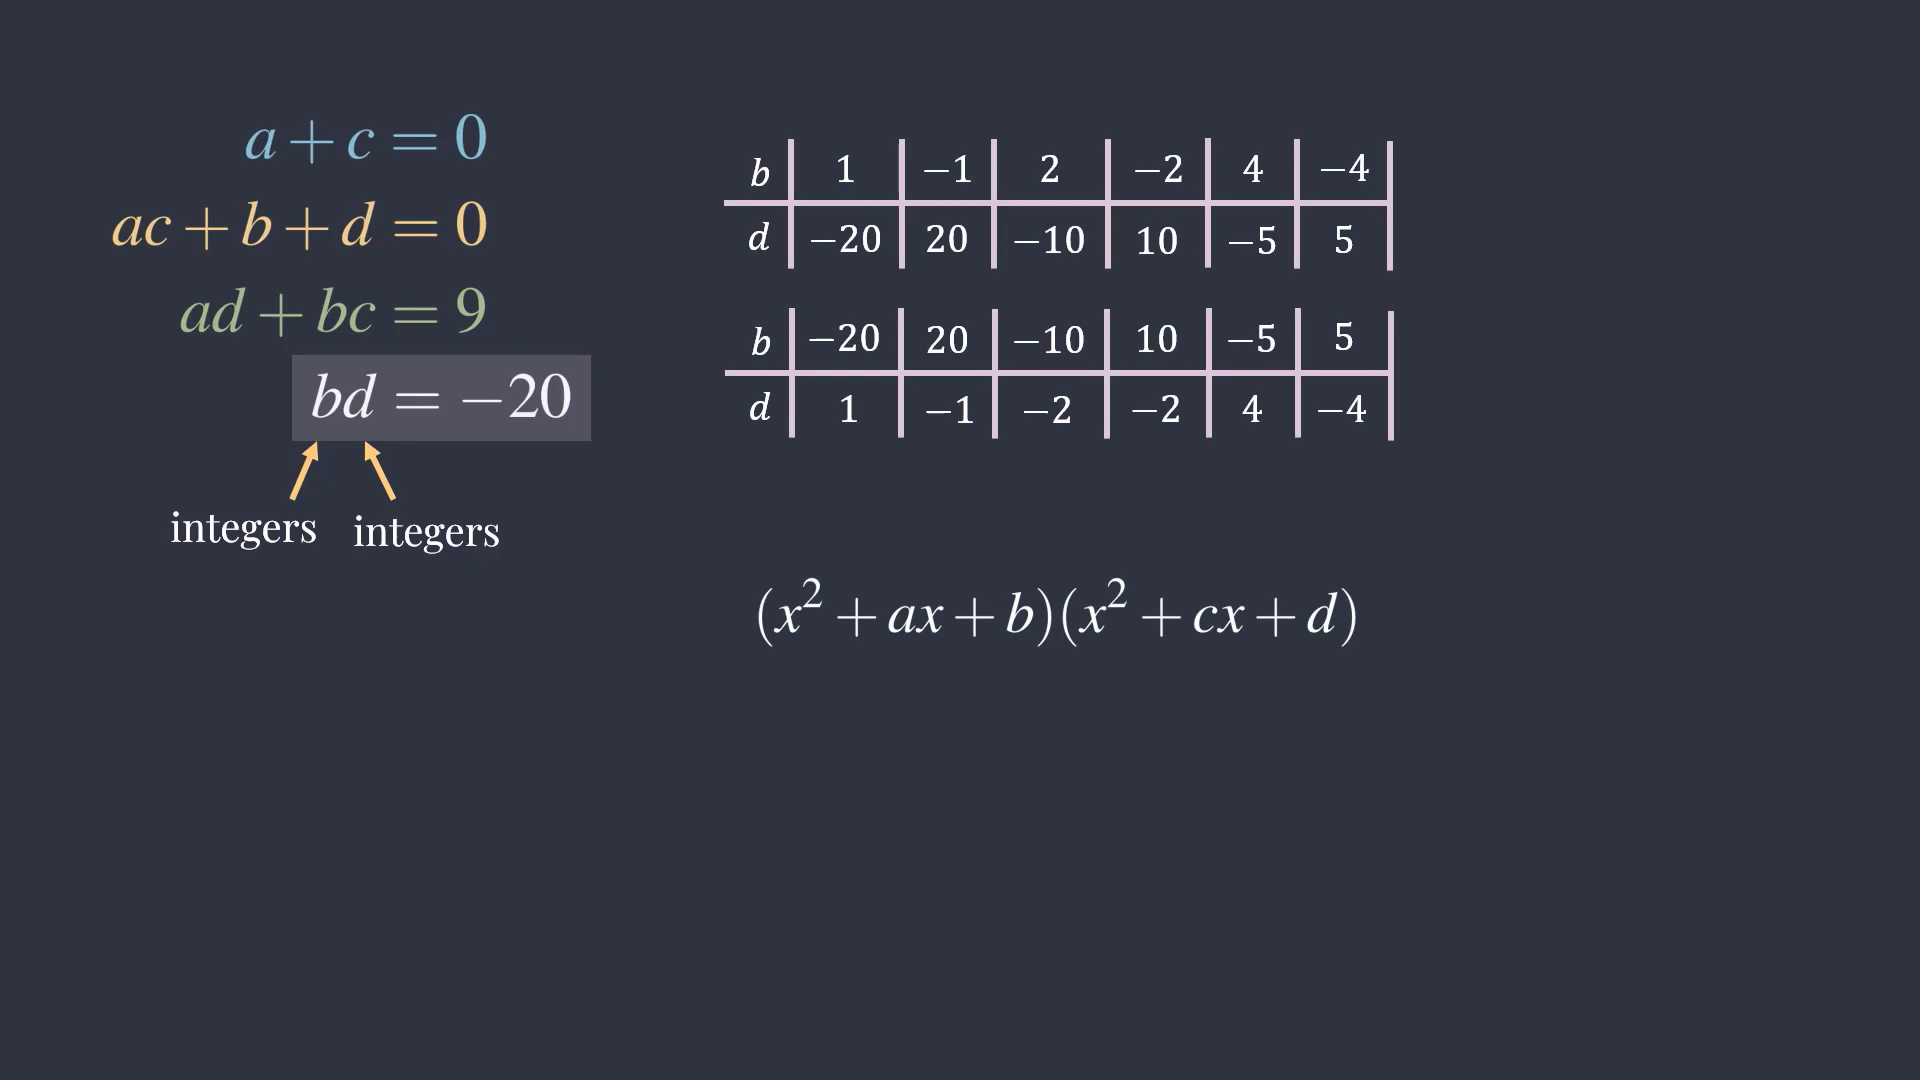 a + c = 0
ac + b + d = 0
ad + bc = 9
bd = −20
integers integers
b 1 −1 2 −2 4 −4
d −20 20 −10 10 −5 5
b −20 20 −10 10 −5 5
d 1 −1 −2 −2 4 −4
(x² + ax + b)(x² + cx + d)